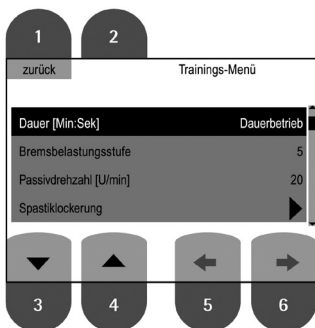 1 2
zurück Trainings-Menü
Dauer [Min:Sek] Dauerbetrieb
Bremsbelastungsstufe 5
Passivdrehzahl [U/min] 20
Spastiklockerung
3 4 5 6